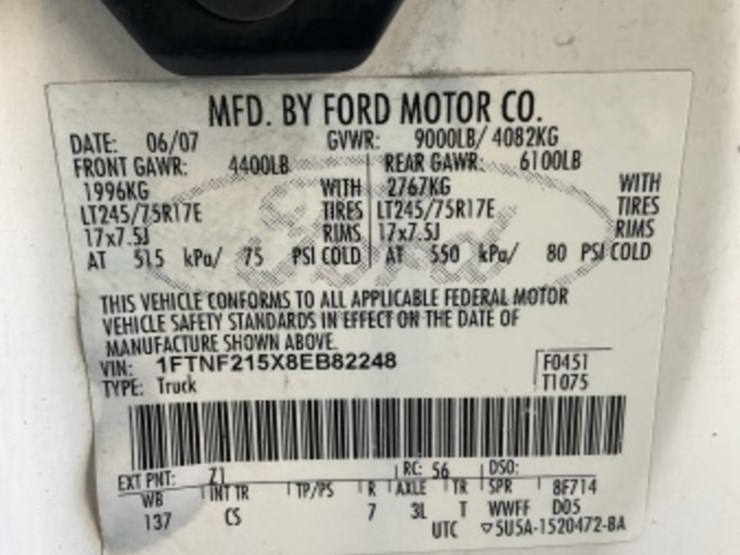 MFD. BY FORD MOTOR CO.
DATE: 06/07 GVWR: 9000LB/ 4082KG
FRONT GAWR: 4400LB REAR GAWR: 6100LB
1996KG WITH 2767KG WITH
LT245/75R17E TIRES LT245/75R17E TIRES
17x7.5J RIMS 17x7.5J RIMS
AT 515 kPa/ 75 PSI COLD AT 550 kPa/ 80 PSI COLD
Ford
THIS VEHICLE CONFORMS TO ALL APPLICABLE FEDERAL MOTOR
VEHICLE SAFETY STANDARDS IN EFFECT ON THE DATE OF
MANUFACTURE SHOWN ABOVE.
VIN: 1FTNF215X8EB82248 F0451
TYPE: Truck T1075
EXT PNT: Z1 RC: 56 DSO:
WB INT TR TP/PS R AXLE TR SPR 8F714
137 CS 7 3L T WWFF D05
UTC ▽5U5A-1520472-BA